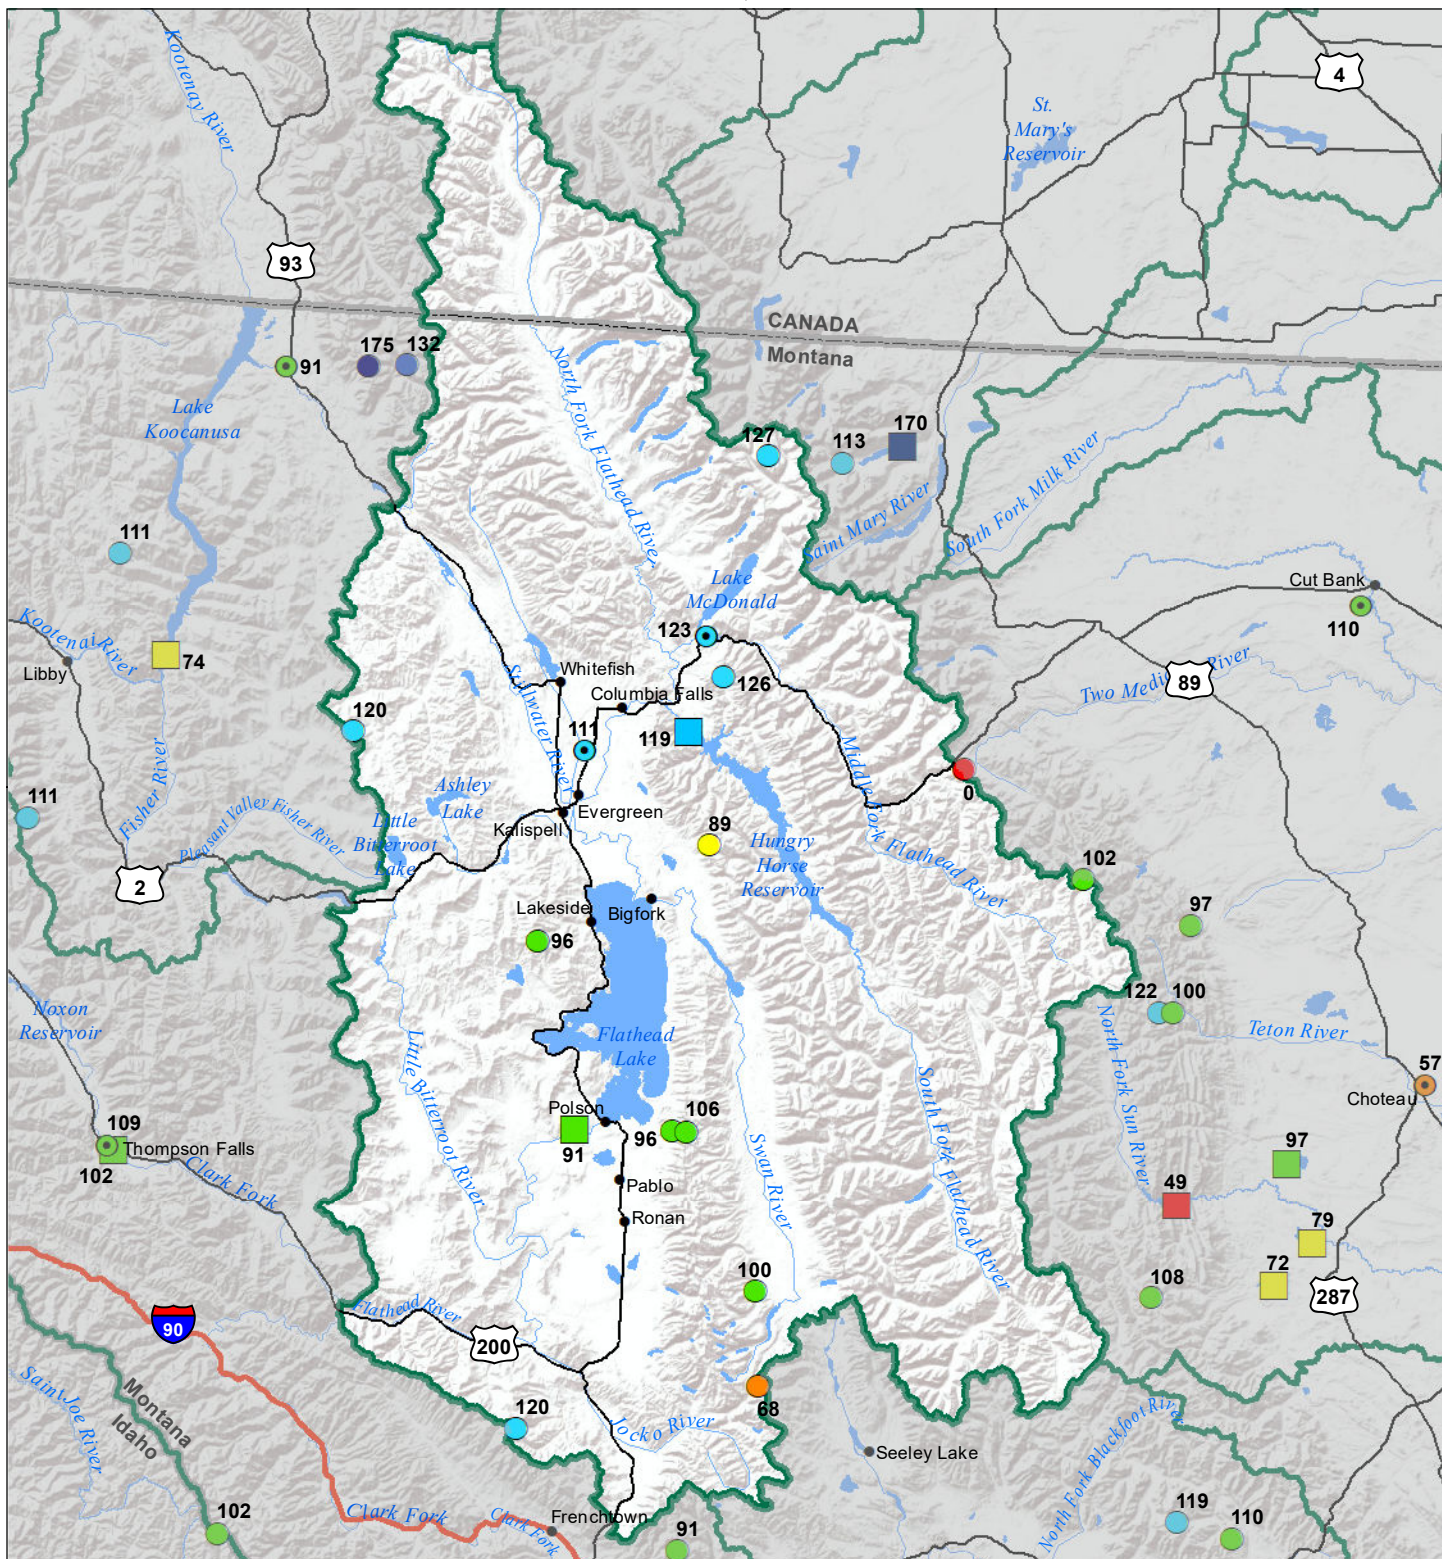 Kootenay River
4
St.
Mary's
Reservoir
93
CANADA
Montana
175
132
91
Lake
Koocanusa
North Fork Flathead River
127
113
170
Saint Mary River
South Fork Milk River
111
Lake
McDonald
Cut Bank
110
Kootenai River
Libby
74
123
126
Whitefish
Columbia Falls
Two Medicine River
89
120
Stillwater River
111
119
Middle Fork Flathead River
0
111
Fisher River
Pleasant Valley Fisher River
Ashley
Lake
Little
Bitterroot
Lake
Evergreen
Kalispell
89
Hungry
Horse
Reservoir
2
102
97
Lakeside
Bigfork
96
122
100
Noxon
Reservoir
North Fork Sun River
Teton River
Flathead
Lake
Little Bitterroot River
South Fork Flathead River
57
Choteau
Polson
106
96
91
Swan River
109
Thompson Falls
102
Clark Fork
97
Pablo
49
Ronan
79
72
108
287
100
Flathead River
90
200
68
Saint Joe River
Montana
Idaho
120
Jocko River
North Fork Blackfoot River
Seeley Lake
102
Clark Fork
Clark Fork
Frenchtown
91
119
110